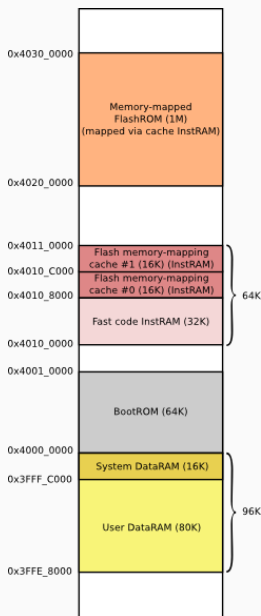 0x4030_0000
Memory-mapped
FlashROM (1M)
(mapped via cache InstRAM)
0x4020_0000
0x4011_0000
Flash memory-mapping
cache #1 (16K) (InstRAM)
0x4010_C000
Flash memory-mapping
cache #0 (16K) (InstRAM)
0x4010_8000
64K
Fast code InstRAM (32K)
0x4010_0000
0x4001_0000
BootROM (64K)
0x4000_0000
System DataRAM (16K)
0x3FFF_C000
96K
User DataRAM (80K)
0x3FFE_8000